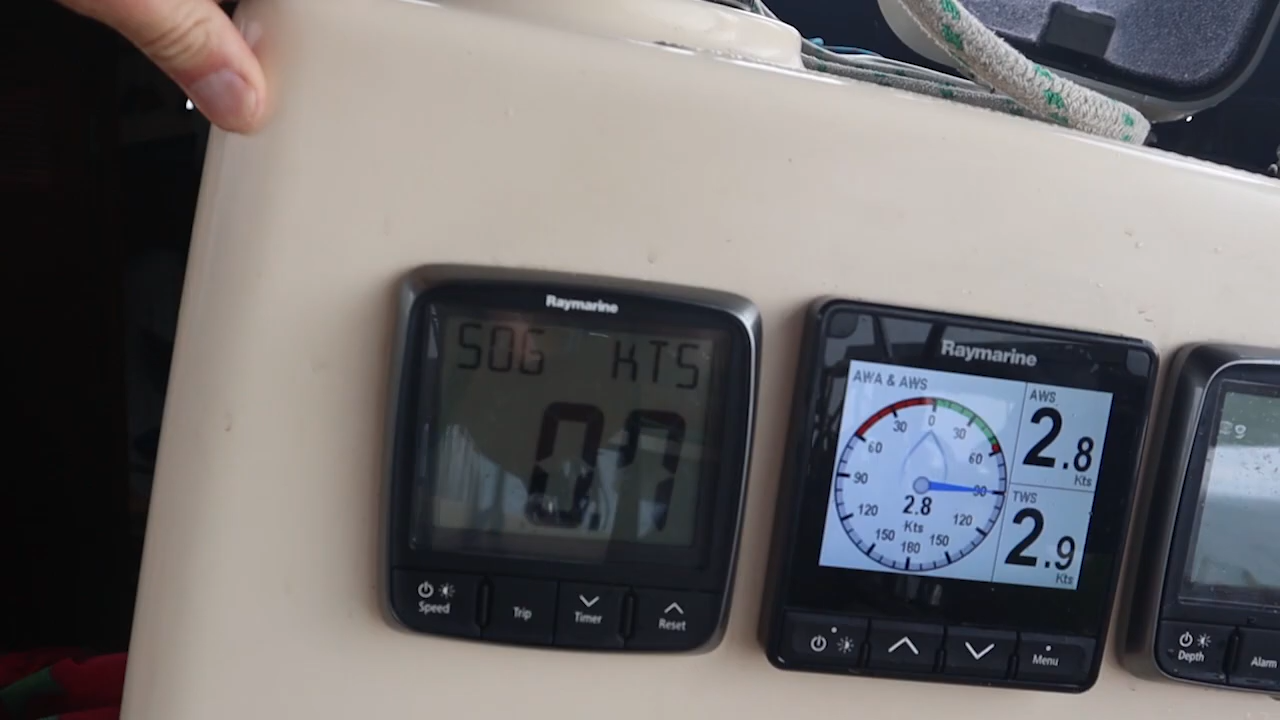 Raymarine
SOG KTS
0.7
Speed
Trip
Timer
Reset
Raymarine
AWA & AWS
0
30
30
60
60
90
90
120
120
150
150
180
2.8
Kts
AWS
2.8
Kts
TWS
2.9
Kts
Menu
Depth
Alarm